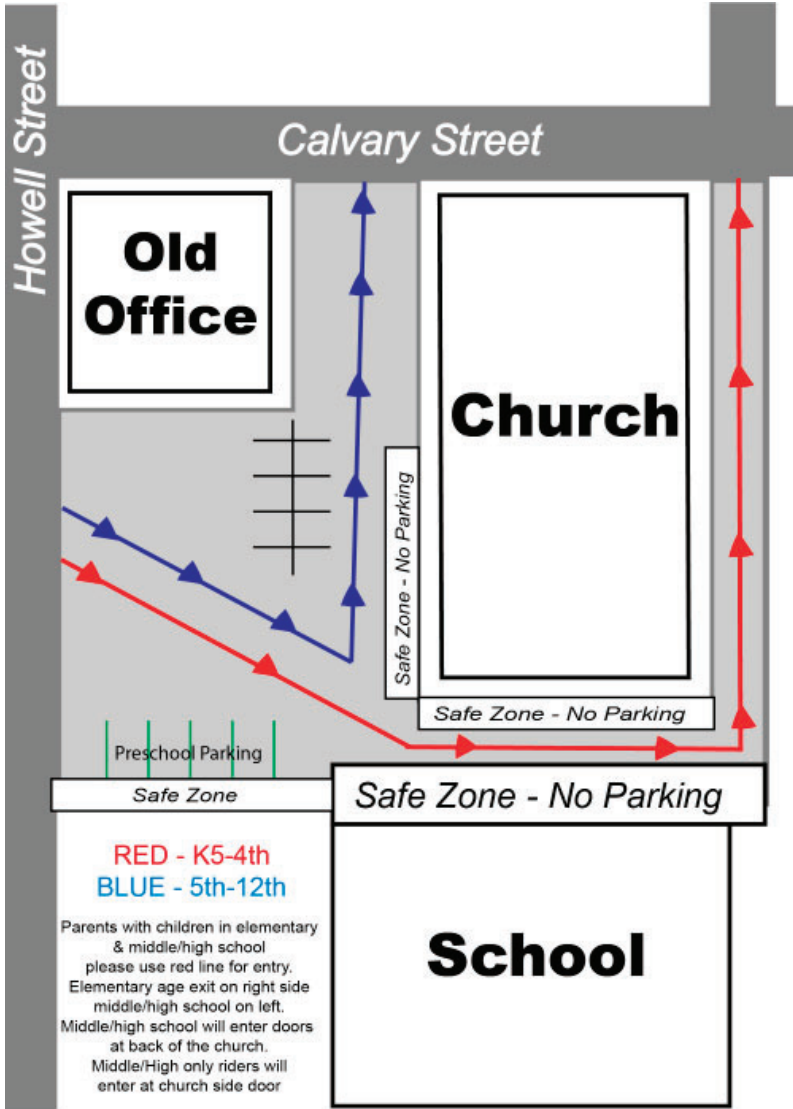 Howell Street
Calvary Street
Old
Office
Church
Safe Zone - No Parking
Safe Zone - No Parking
Preschool Parking
Safe Zone
Safe Zone - No Parking
RED - K5-4th
BLUE - 5th-12th
Parents with children in elementary
& middle/high school
please use red line for entry.
Elementary age exit on right side
middle/high school on left.
Middle/high school will enter doors
at back of the church.
Middle/High only riders will
enter at church side door
School